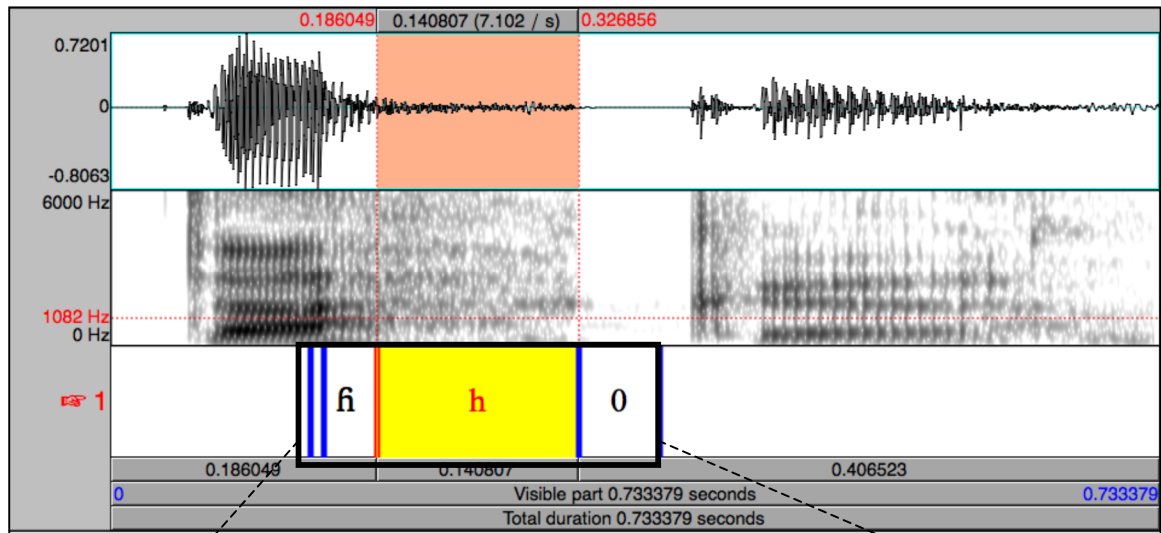 0.186049 0.140807 (7.102 / s) 0.326856
0.7201
0
-0.8063
6000 Hz
1082 Hz
0 Hz
☞ 1 ɦ h 0
0.186049 0.140807 0.406523
0 Visible part 0.733379 seconds 0.733379
Total duration 0.733379 seconds